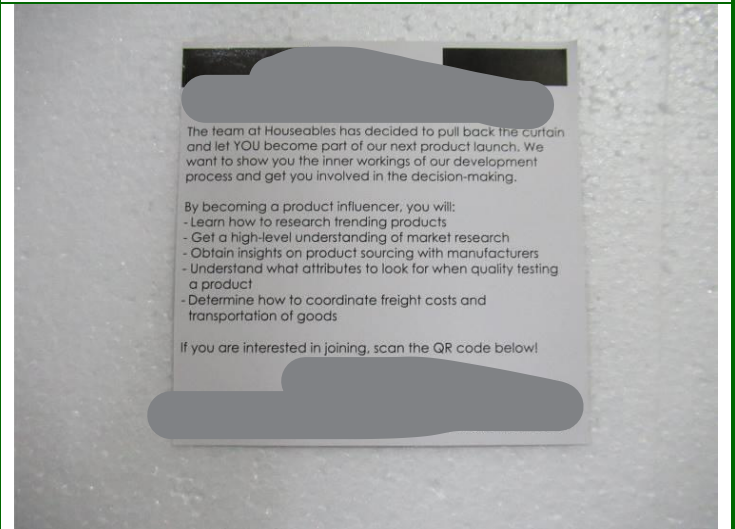 The team at Houseables has decided to pull back the curtain
and let YOU become part of our next product launch. We
want to show you the inner workings of our development
process and get you involved in the decision-making.
By becoming a product influencer, you will:
- Learn how to research trending products
- Get a high-level understanding of market research
- Obtain insights on product sourcing with manufacturers
- Understand what attributes to look for when quality testing
a product
- Determine how to coordinate freight costs and
transportation of goods
If you are interested in joining, scan the QR code below!